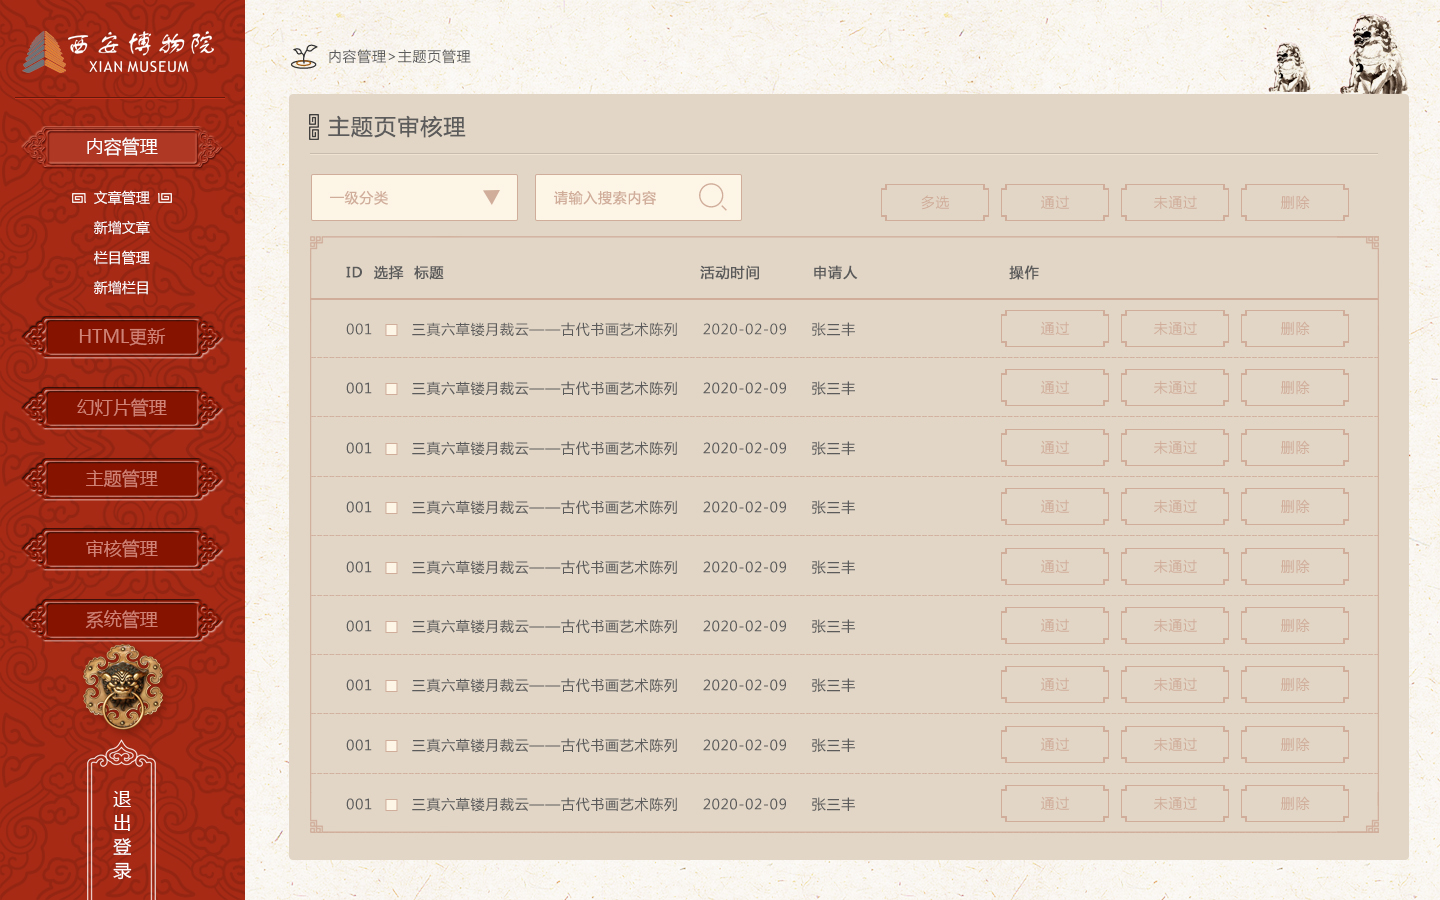 西安博物院
XIAN MUSEUM
内容管理
文章管理
新增文章
栏目管理
新增栏目
HTML更新
幻灯片管理
主题管理
审核管理
系统管理
退出登录
内容管理>主题页管理
主题页审核理
一级分类 请输入搜索内容 多选 通过 未通过 删除
ID 选择 标题 活动时间 申请人 操作
001 三真六草镂月裁云——古代书画艺术陈列 2020-02-09 张三丰 通过 未通过 删除
001 三真六草镂月裁云——古代书画艺术陈列 2020-02-09 张三丰 通过 未通过 删除
001 三真六草镂月裁云——古代书画艺术陈列 2020-02-09 张三丰 通过 未通过 删除
001 三真六草镂月裁云——古代书画艺术陈列 2020-02-09 张三丰 通过 未通过 删除
001 三真六草镂月裁云——古代书画艺术陈列 2020-02-09 张三丰 通过 未通过 删除
001 三真六草镂月裁云——古代书画艺术陈列 2020-02-09 张三丰 通过 未通过 删除
001 三真六草镂月裁云——古代书画艺术陈列 2020-02-09 张三丰 通过 未通过 删除
001 三真六草镂月裁云——古代书画艺术陈列 2020-02-09 张三丰 通过 未通过 删除
001 三真六草镂月裁云——古代书画艺术陈列 2020-02-09 张三丰 通过 未通过 删除